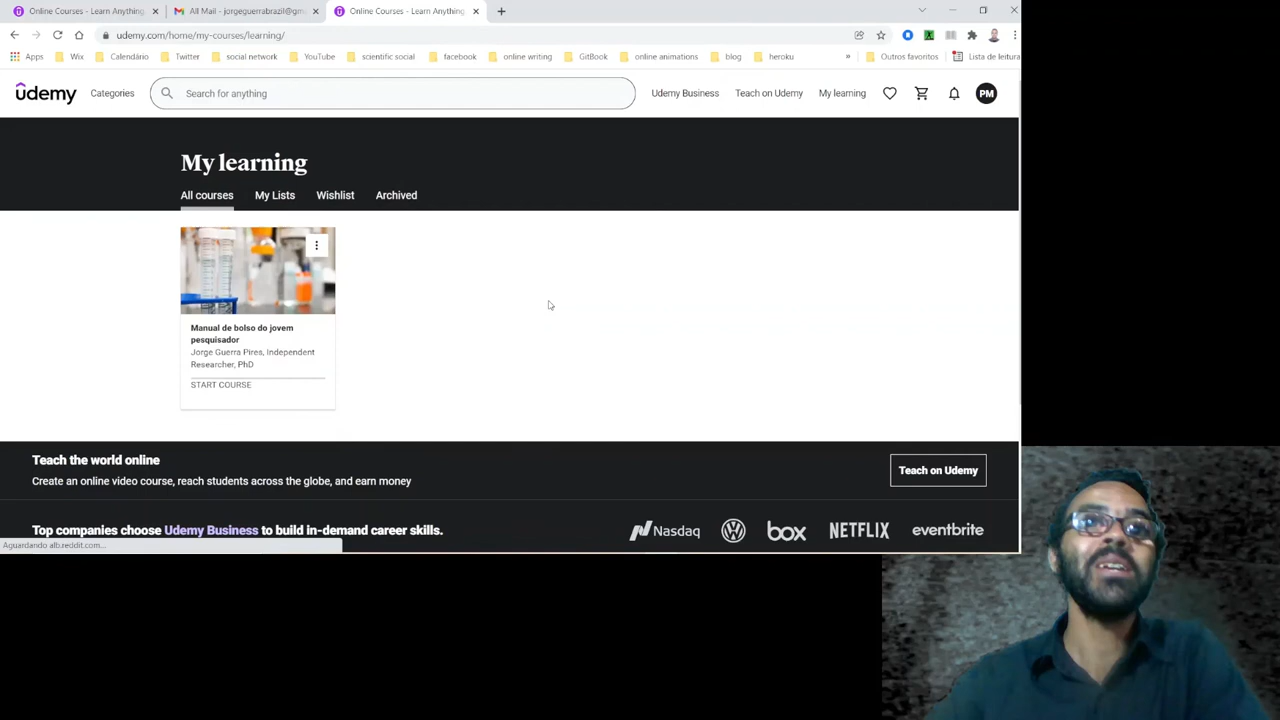 Online Courses - Learn Anything,
All Mail - jorgeguerrabrazil@gm
Online Courses - Learn Anything
udemy.com/home/my-courses/learning/
Apps Wix Calendário Twitter social network YouTube scientific social facebook online writing GitBook online animations blog heroku » Outros favoritos Lista de leitura
udemy Categories Search for anything Udemy Business Teach on Udemy My learning PM
My learning
All courses My Lists Wishlist Archived
Manual de bolso do jovem
pesquisador
Jorge Guerra Pires, Independent
Researcher, PhD
START COURSE
Teach the world online
Create an online video course, reach students across the globe, and earn money
Teach on Udemy
Top companies choose Udemy Business to build in-demand career skills.
Nasdaq VW box NETFLIX eventbrite
Aguardando alb.reddit.com...